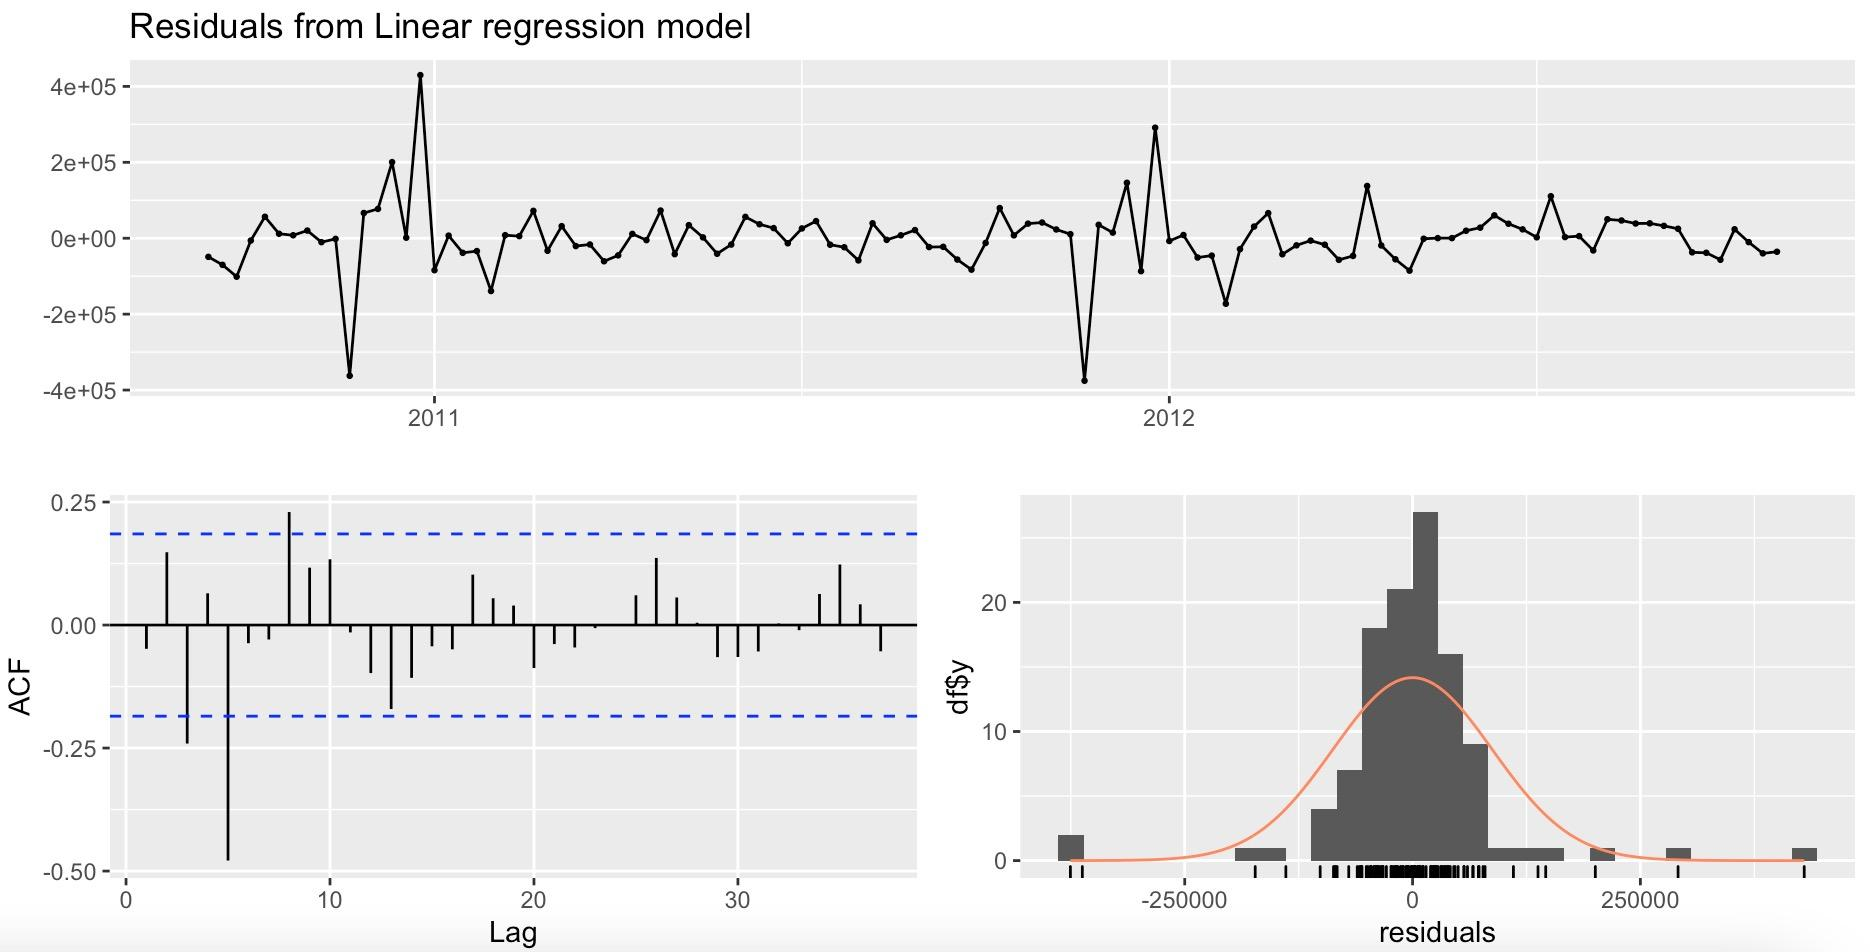 Residuals from Linear regression model
4e+05
2e+05
0e+00
-2e+05
-4e+05
2011
2012
0.25
0.00
-0.25
-0.50
ACF
0
10
20
30
Lag
20
10
0
df$y
-250000
0
250000
residuals